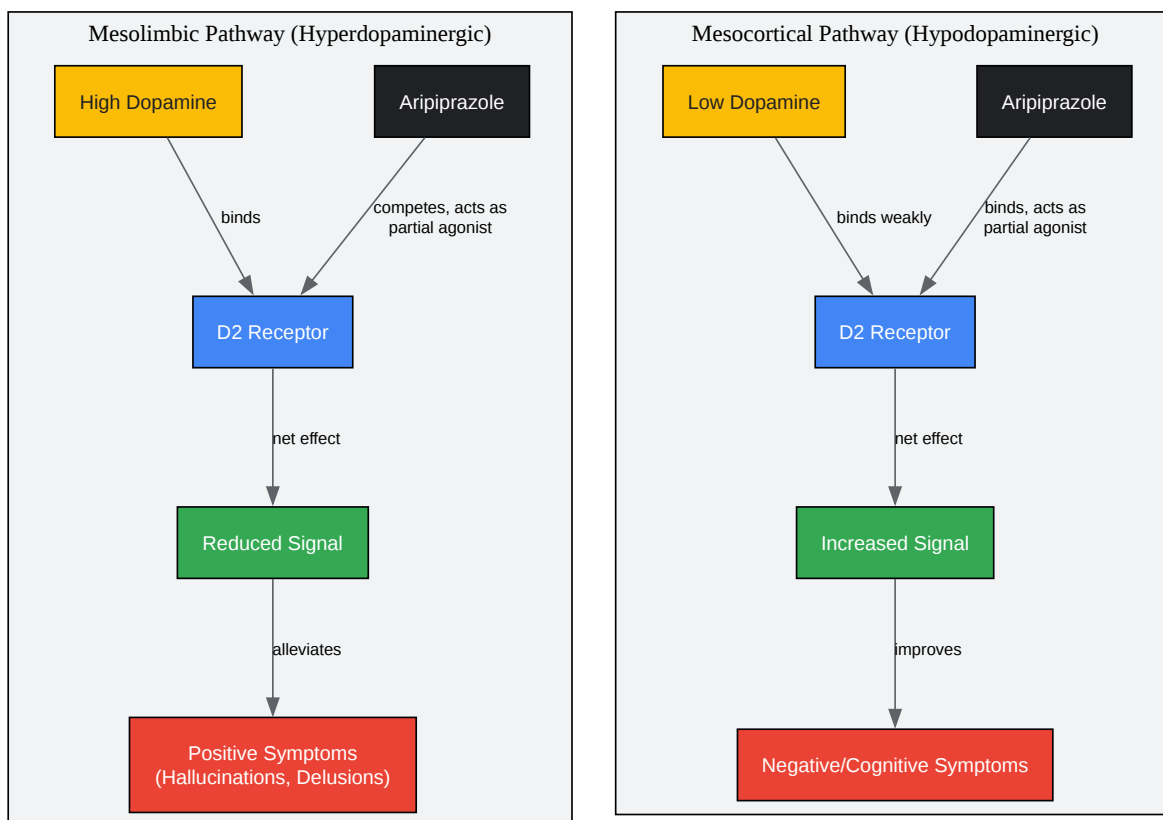 Mesolimbic Pathway (Hyperdopaminergic)
High Dopamine
Aripiprazole
binds
competes, acts as
partial agonist
D2 Receptor
net effect
Reduced Signal
alleviates
Positive Symptoms
(Hallucinations, Delusions)
Mesocortical Pathway (Hypodopaminergic)
Low Dopamine
Aripiprazole
binds weakly
binds, acts as
partial agonist
D2 Receptor
net effect
Increased Signal
improves
Negative/Cognitive Symptoms